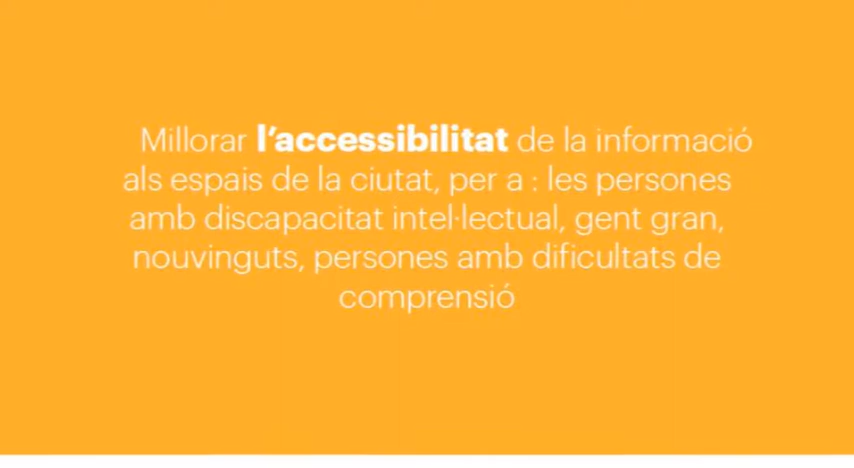 Millorar l'accessibilitat de la informació
als espais de la ciutat, per a : les persones
amb discapacitat intel·lectual, gent gran,
nouvinguts, persones amb dificultats de
comprensió